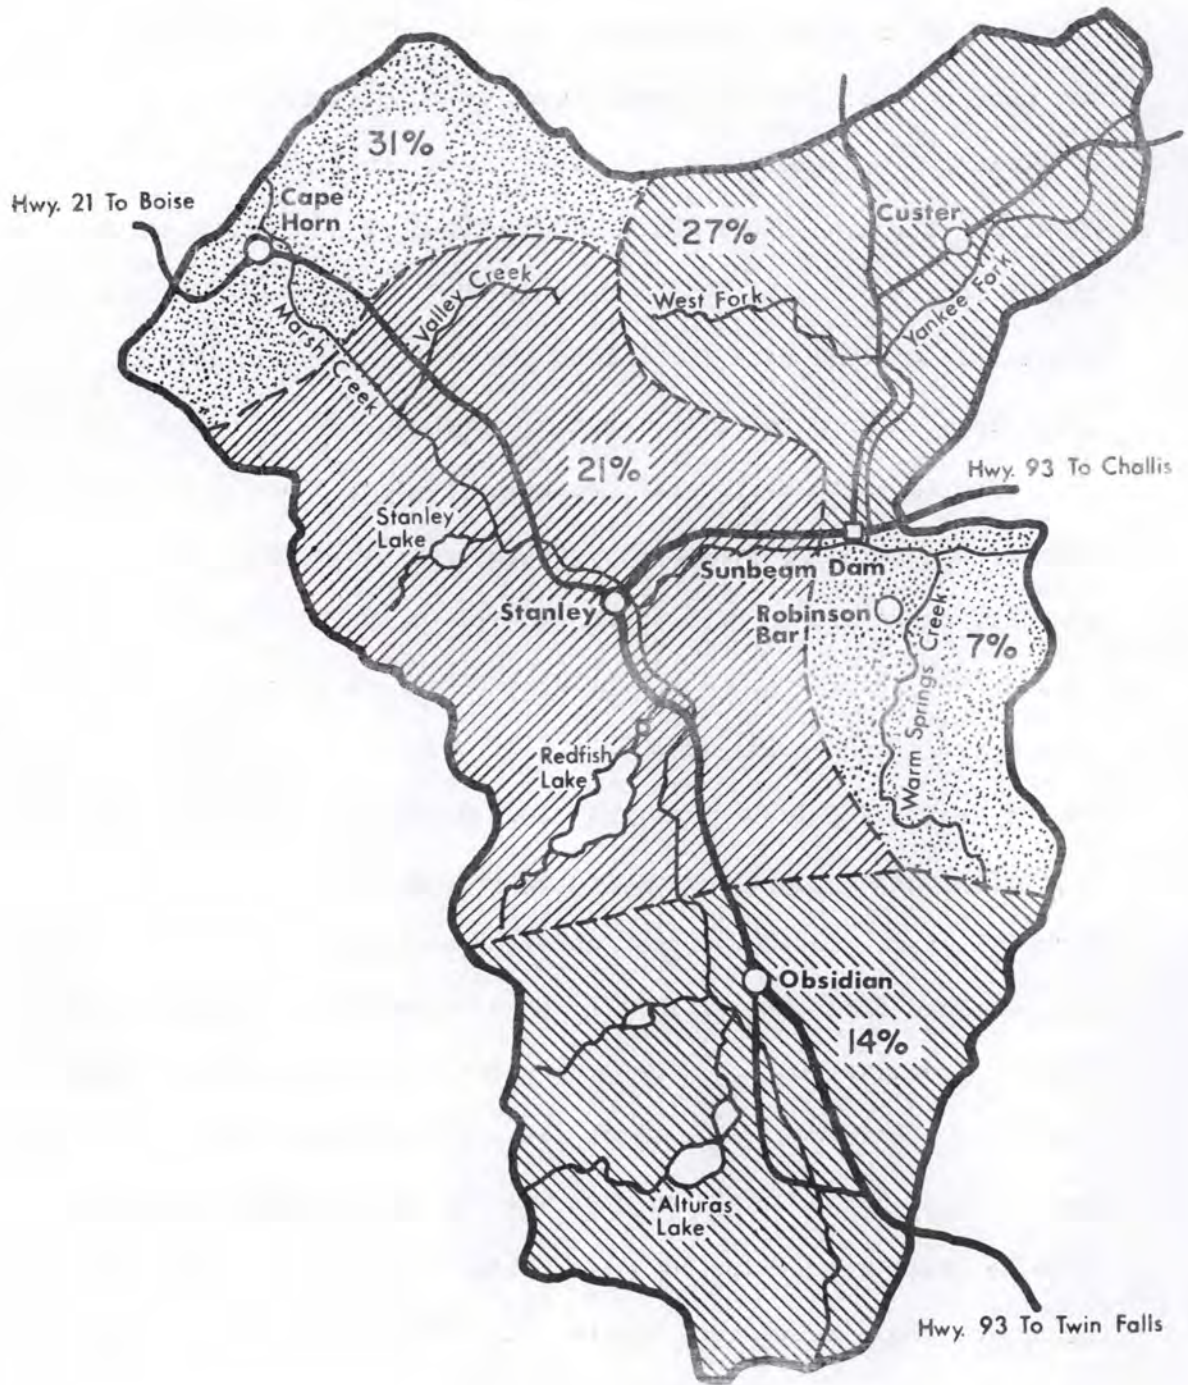 31%
Hwy. 21 To Boise
Cape
Horn
Custer
27%
Valley Creek
West Fork
Yankee Fork
Marsh Creek
21%
Hwy. 93 To Challis
Stanley
Lake
Sunbeam Dam
Stanley
Robinson
Bar
7%
Warm Springs Creek
Redfish
Lake
Obsidian
14%
Alturas
Lake
Hwy. 93 To Twin Falls